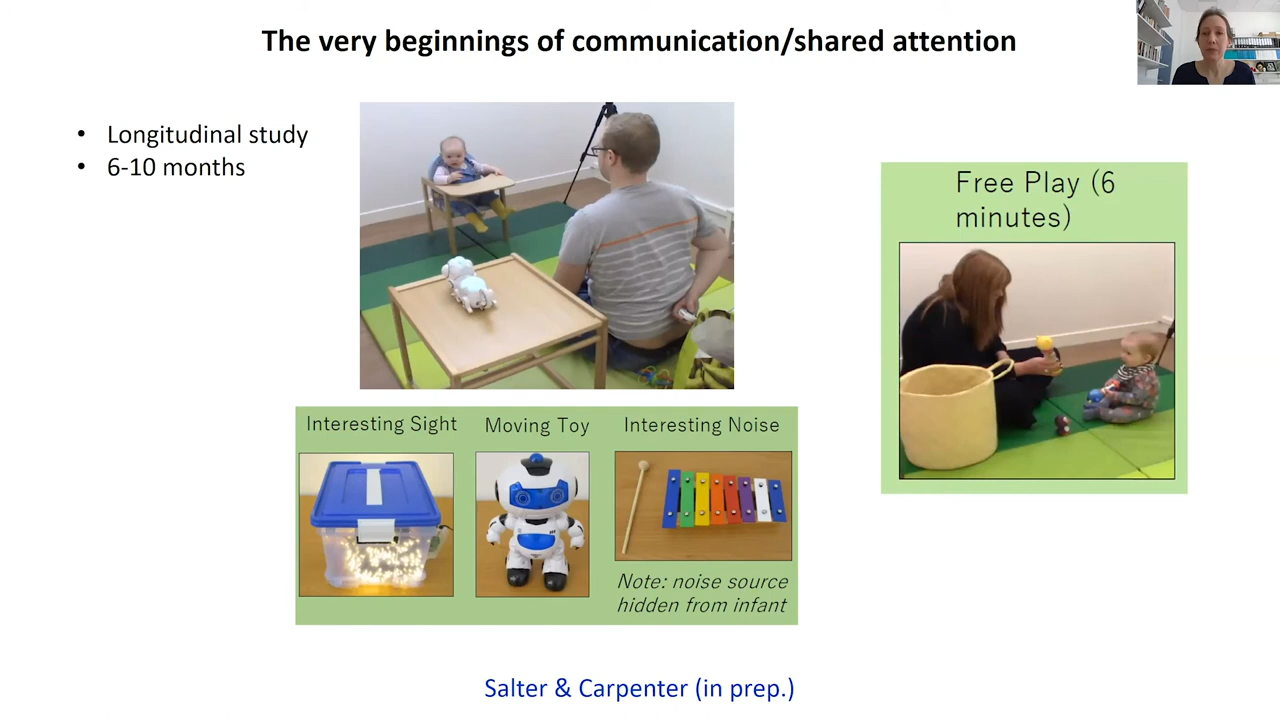 The very beginnings of communication/shared attention
• Longitudinal study
• 6-10 months
Free Play (6
minutes)
Interesting Sight
Moving Toy
Interesting Noise
Note: noise source
hidden from infant
Salter & Carpenter (in prep.)